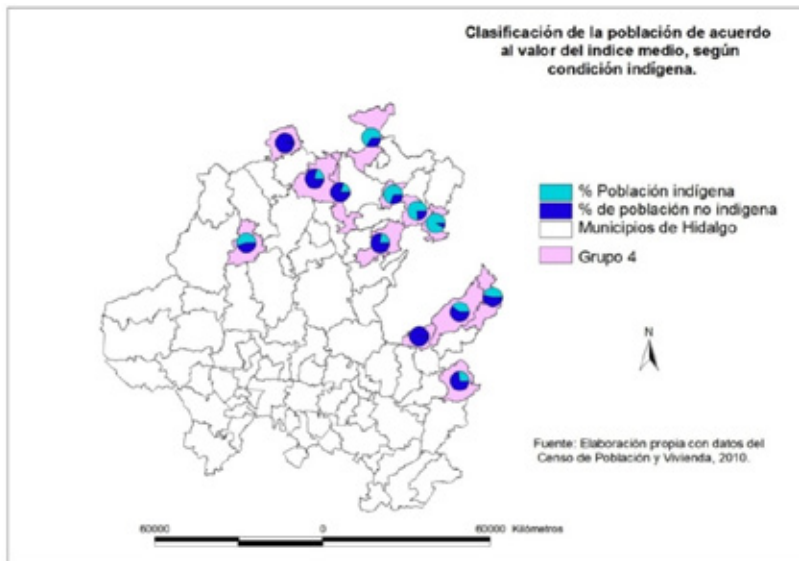 Clasificación de la población de acuerdo
al valor del indice medio, según
condición indígena.
% Población indígena
% de población no indigena
Municipios de Hidalgo
Grupo 4
N
Fuente: Elaboración propia con datos del
Censo de Población y Vivienda, 2010.
60000 0 60000 Kilómetros